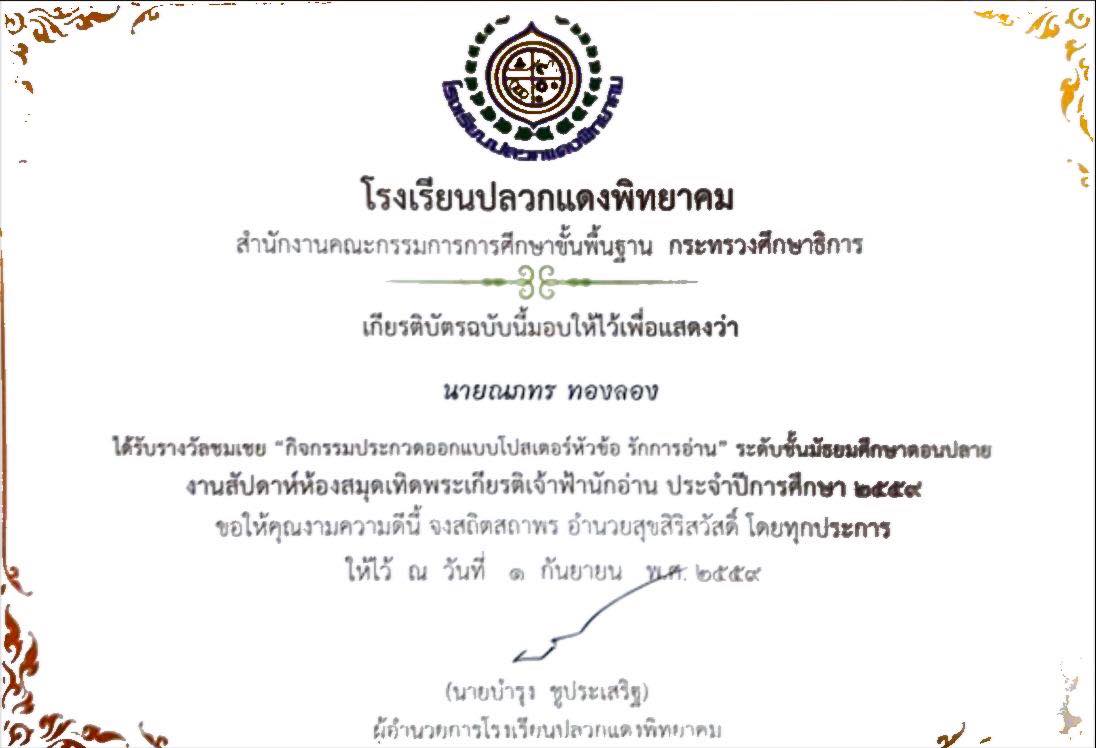 โรงเรียนปลวกแดงพิทยาคม
โรงเรียนปลวกแดงพิทยาคม
สำนักงานคณะกรรมการการศึกษาขั้นพื้นฐาน กระทรวงศึกษาธิการ
เกียรติบัตรฉบับนี้มอบให้ไว้เพื่อแสดงว่า
นายณภทร ทองลอง
ได้รับรางวัลชมเชย “กิจกรรมประกวดออกแบบโปสเตอร์หัวข้อ รักการอ่าน” ระดับชั้นมัธยมศึกษาตอนปลาย
งานสัปดาห์ห้องสมุดเทิดพระเกียรติเจ้าฟ้านักอ่าน ประจำปีการศึกษา ๒๕๕๙
ขอให้คุณงามความดีนี้ จงสถิตสถาพร อำนวยสุขสิริสวัสดิ์ โดยทุกประการ
ให้ไว้ ณ วันที่ ๑ กันยายน พ.ศ. ๒๕๕๙
(นายบำรุง ชูประเสริฐ)
ผู้อำนวยการโรงเรียนปลวกแดงพิทยาคม